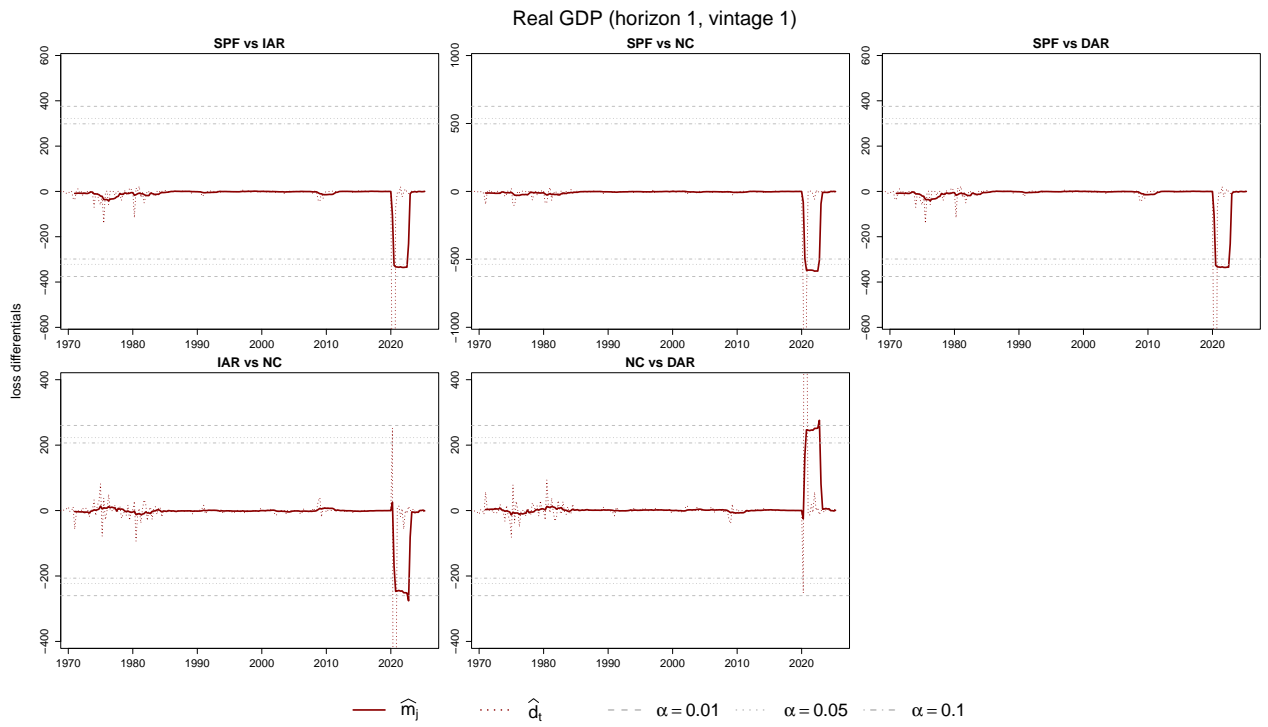 Real GDP (horizon 1, vintage 1)
SPF vs IAR
SPF vs NC
SPF vs DAR
600
400
200
0
−200
−400
−600
1970 1980 1990 2000 2010 2020
1000
500
0
−500
−1000
1970 1980 1990 2000 2010 2020
600
400
200
0
−200
−400
−600
1970 1980 1990 2000 2010 2020
loss differentials
IAR vs NC
NC vs DAR
400
200
0
−200
−400
1970 1980 1990 2000 2010 2020
400
200
0
−200
−400
1970 1980 1990 2000 2010 2020
m̂ⱼ d̂ₜ α = 0.01 α = 0.05 α = 0.1